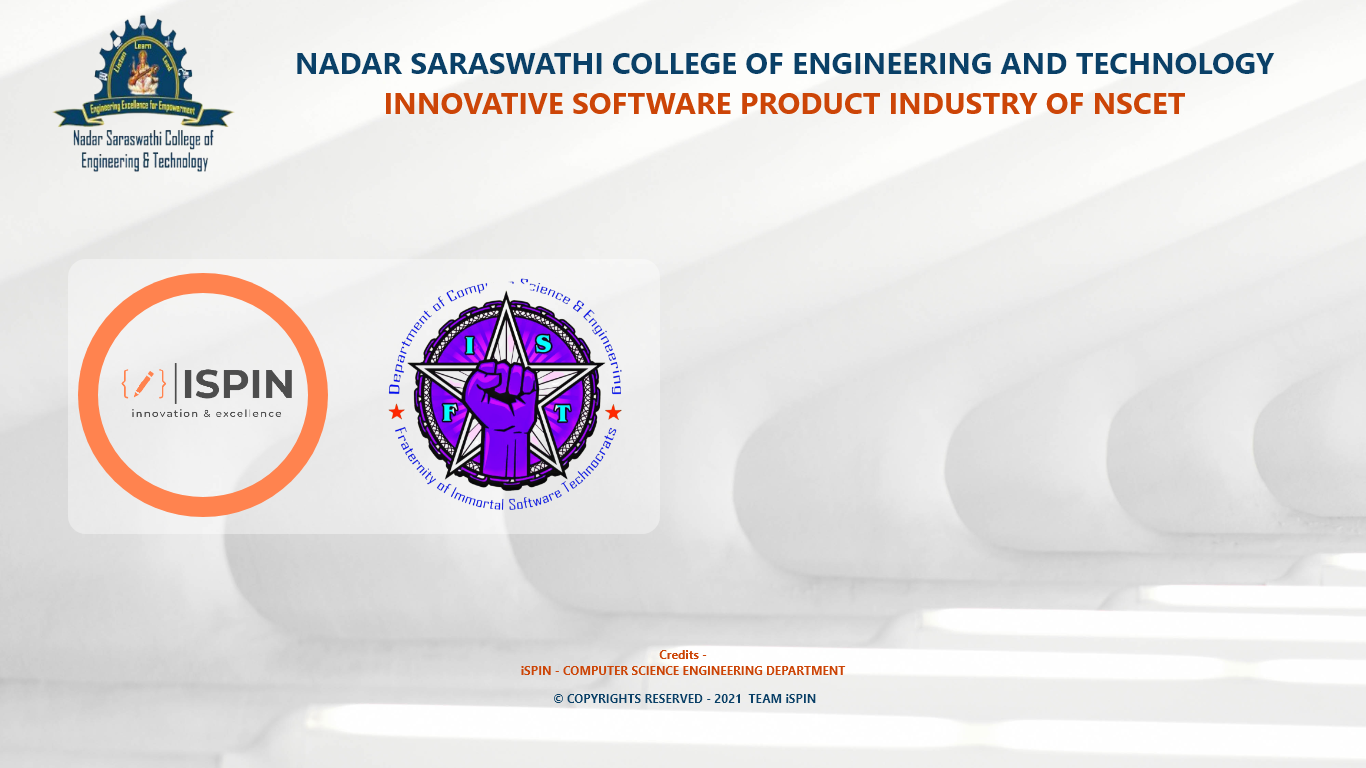 Learn
Listen
Lead
Engineering Excellence for Empowerment
Nadar Saraswathi College of
Engineering & Technology
NADAR SARASWATHI COLLEGE OF ENGINEERING AND TECHNOLOGY
INNOVATIVE SOFTWARE PRODUCT INDUSTRY OF NSCET
{ } ISPIN
innovation & excellence
Department of Comp Science & Engineering
I S
F T
Fraternity of Immortal Software Technocrats
Credits -
iSPIN - COMPUTER SCIENCE ENGINEERING DEPARTMENT
© COPYRIGHTS RESERVED - 2021 TEAM iSPIN